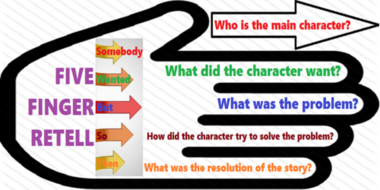 Who is the main character?
Somebody
What did the character want?
FIVE
Wanted
What was the problem?
FINGER
But
How did the character try to solve the problem?
RETELL
So
What was the resolution of the story?
Then